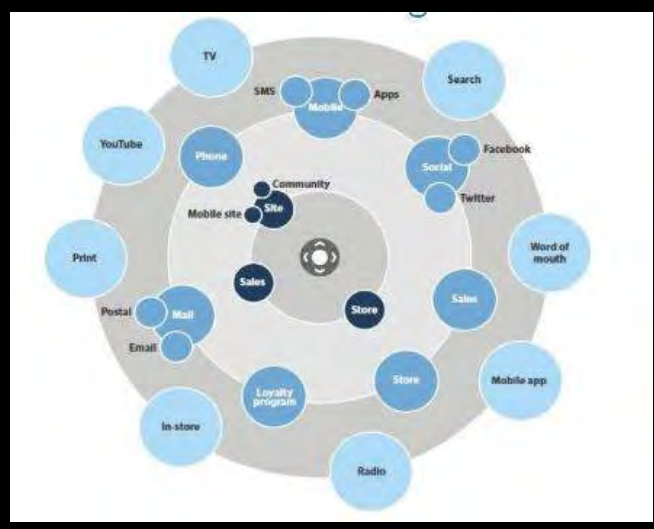 TV
Search
SMS
Apps
Mobile
YouTube
Phone
Social
Facebook
Community
Site
Twitter
Mobile site
Print
Word of
mouth
Sales
Sales
Store
Postal
Mail
Email
Loyalty
program
Store
Mobile app
In-store
Radio